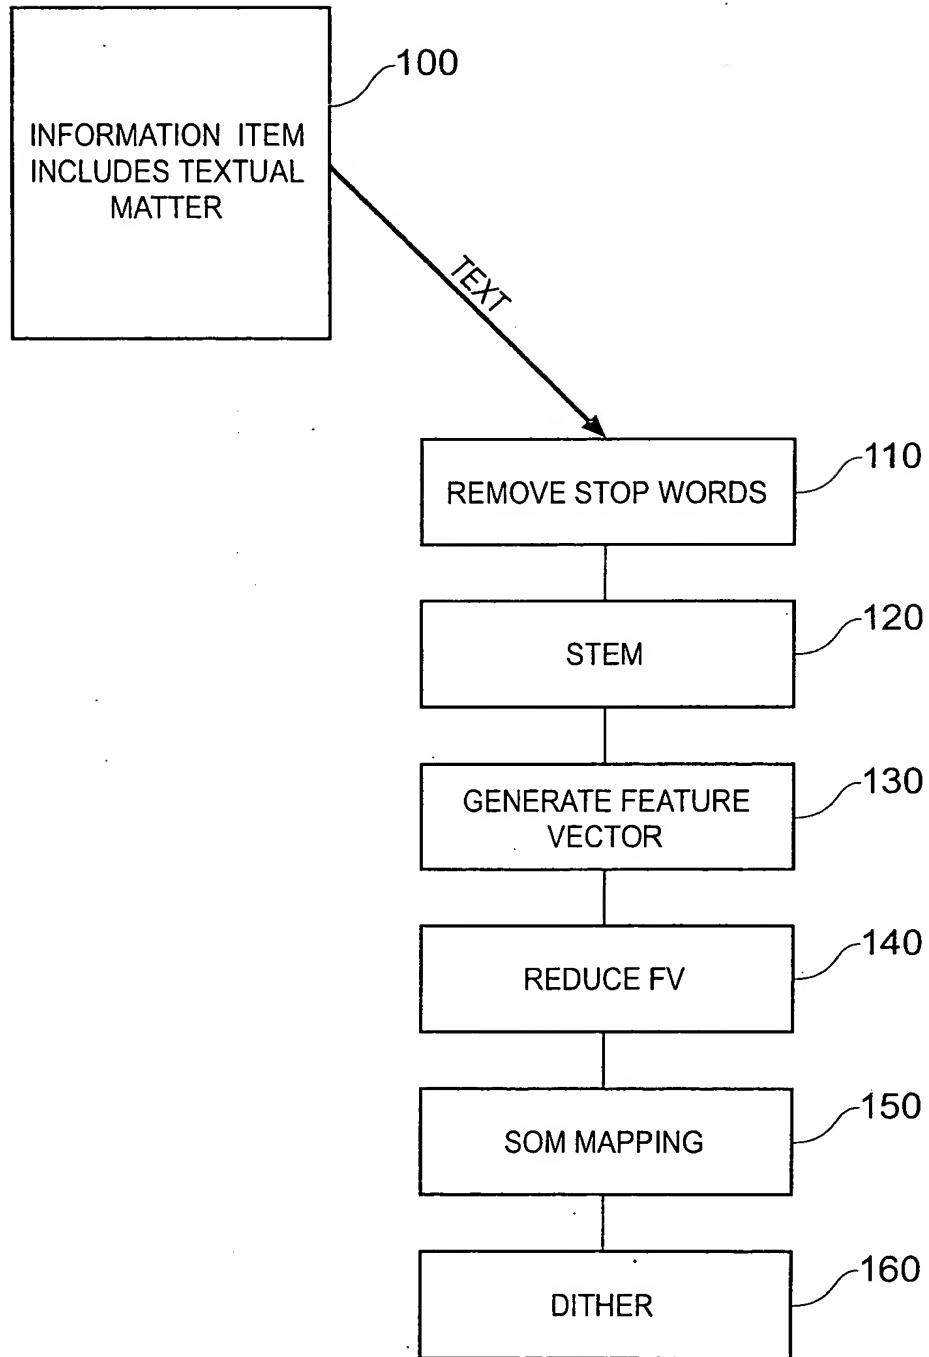 100
INFORMATION ITEM
INCLUDES TEXTUAL
MATTER
TEXT
110
REMOVE STOP WORDS
120
STEM
130
GENERATE FEATURE
VECTOR
140
REDUCE FV
150
SOM MAPPING
160
DITHER